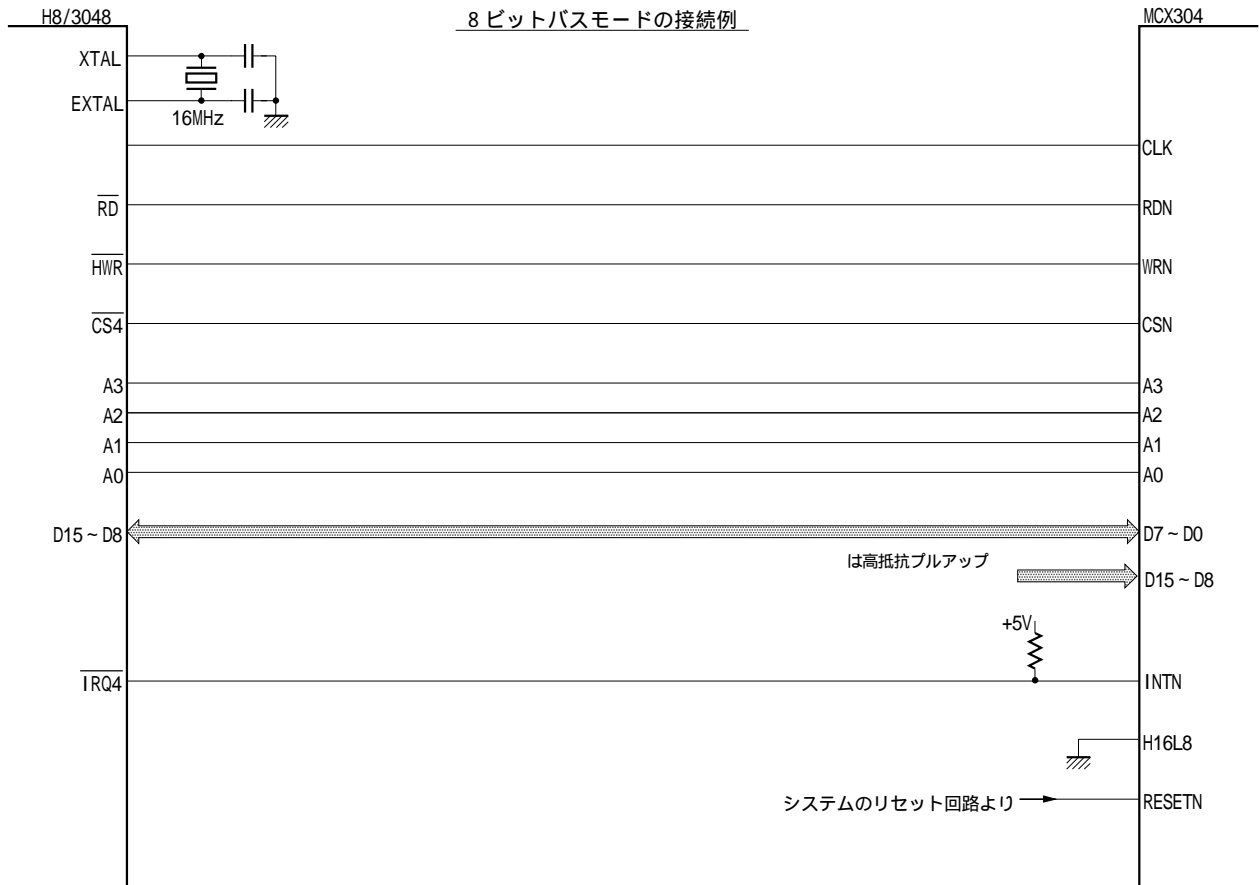 H8/3048
8 ビットバスモードの接続例
MCX304
XTAL
EXTAL
16MHz
CLK
RD
RDN
HWR
WRN
CS4
CSN
A3
A3
A2
A2
A1
A1
A0
A0
D15 ~ D8
D7 ~ D0
は高抵抗プルアップ
D15 ~ D8
+5V
IRQ4
INTN
H16L8
システムのリセット回路より
RESETN